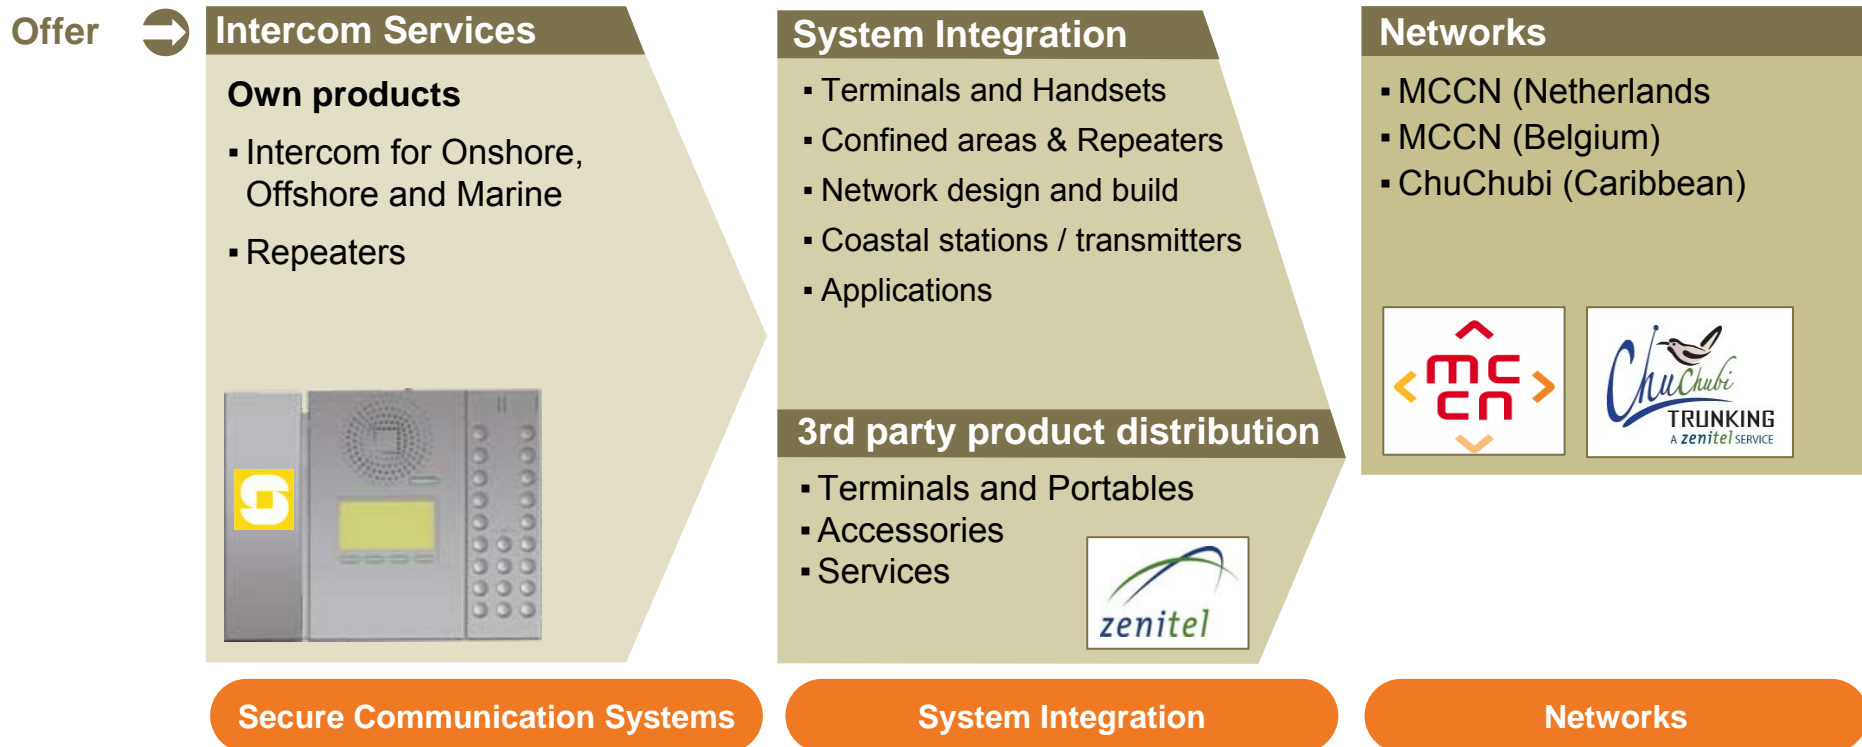 Offer
Intercom Services
Own products
▪ Intercom for Onshore,
Offshore and Marine
▪ Repeaters
System Integration
▪ Terminals and Handsets
▪ Confined areas & Repeaters
▪ Network design and build
▪ Coastal stations / transmitters
▪ Applications
3rd party product distribution
▪ Terminals and Portables
▪ Accessories
▪ Services
zenitel
Networks
▪ MCCN (Netherlands
▪ MCCN (Belgium)
▪ ChuChubi (Caribbean)
mc
cn
ChuChubi
TRUNKING
A zenitel SERVICE
Secure Communication Systems
System Integration
Networks